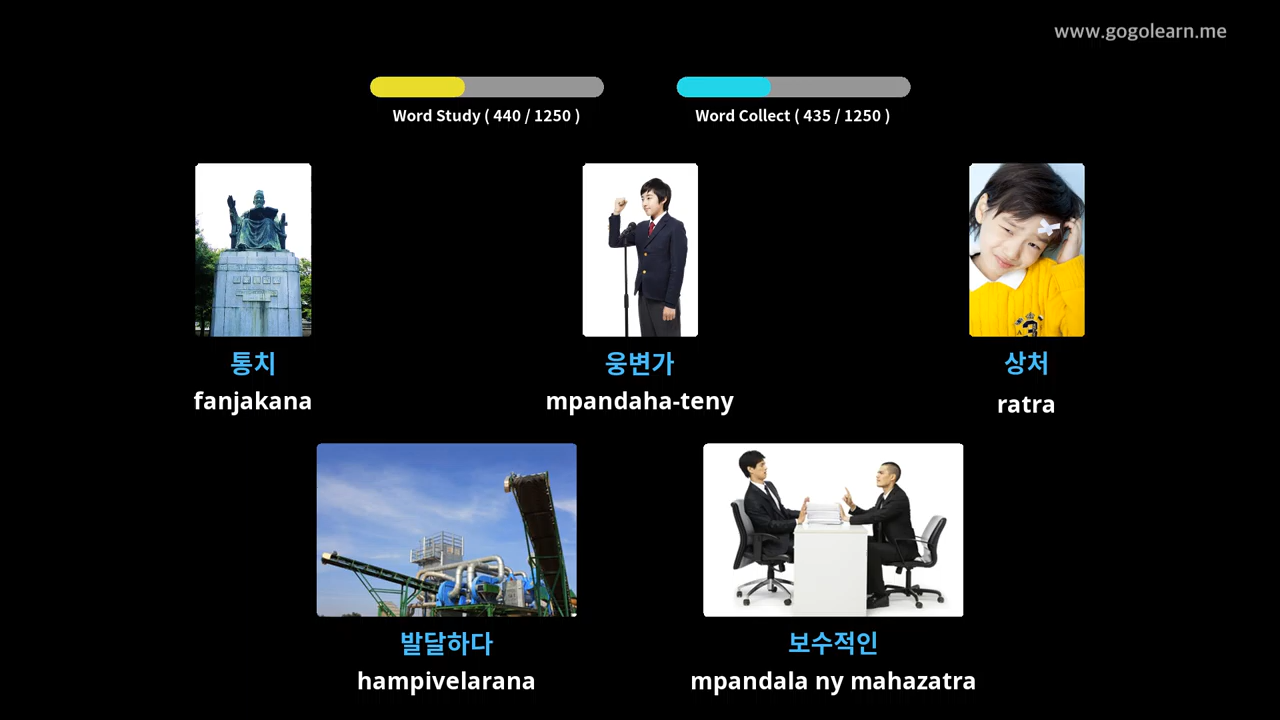 www.gogolearn.me
Word Study ( 440 / 1250 )
Word Collect ( 435 / 1250 )
통치
fanjakana
웅변가
mpandaha-teny
상처
ratra
발달하다
hampivelarana
보수적인
mpandala ny mahazatra